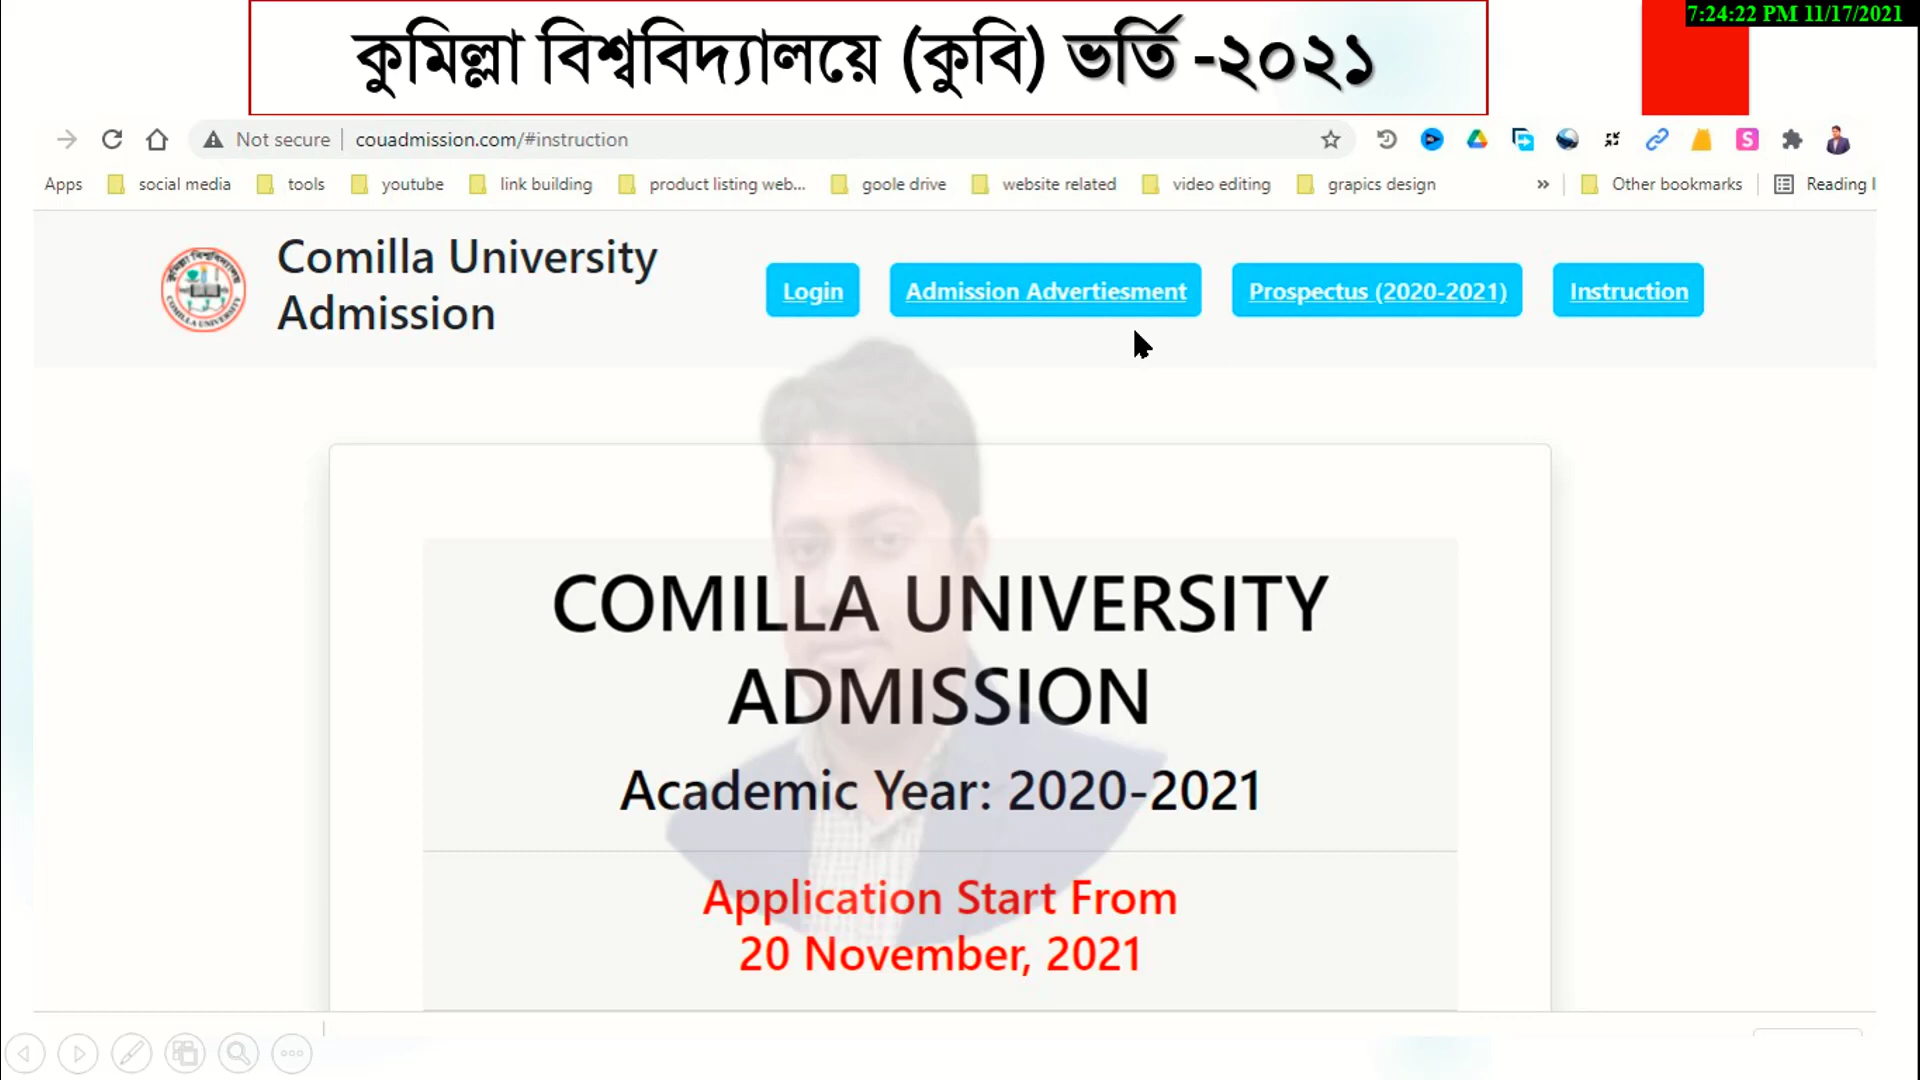 7:24:22 PM 11/17/2021
কুমিল্লা বিশ্ববিদ্যালয়ে (কুবি) ভর্তি -২০২১
Not secure | couadmission.com/#instruction
Apps social media tools youtube link building product listing web... goole drive website related video editing grapics design » Other bookmarks Reading l
Comilla University
Admission
Login Admission Advertiesment Prospectus (2020-2021) Instruction
COMILLA UNIVERSITY
ADMISSION
Academic Year: 2020-2021
Application Start From
20 November, 2021